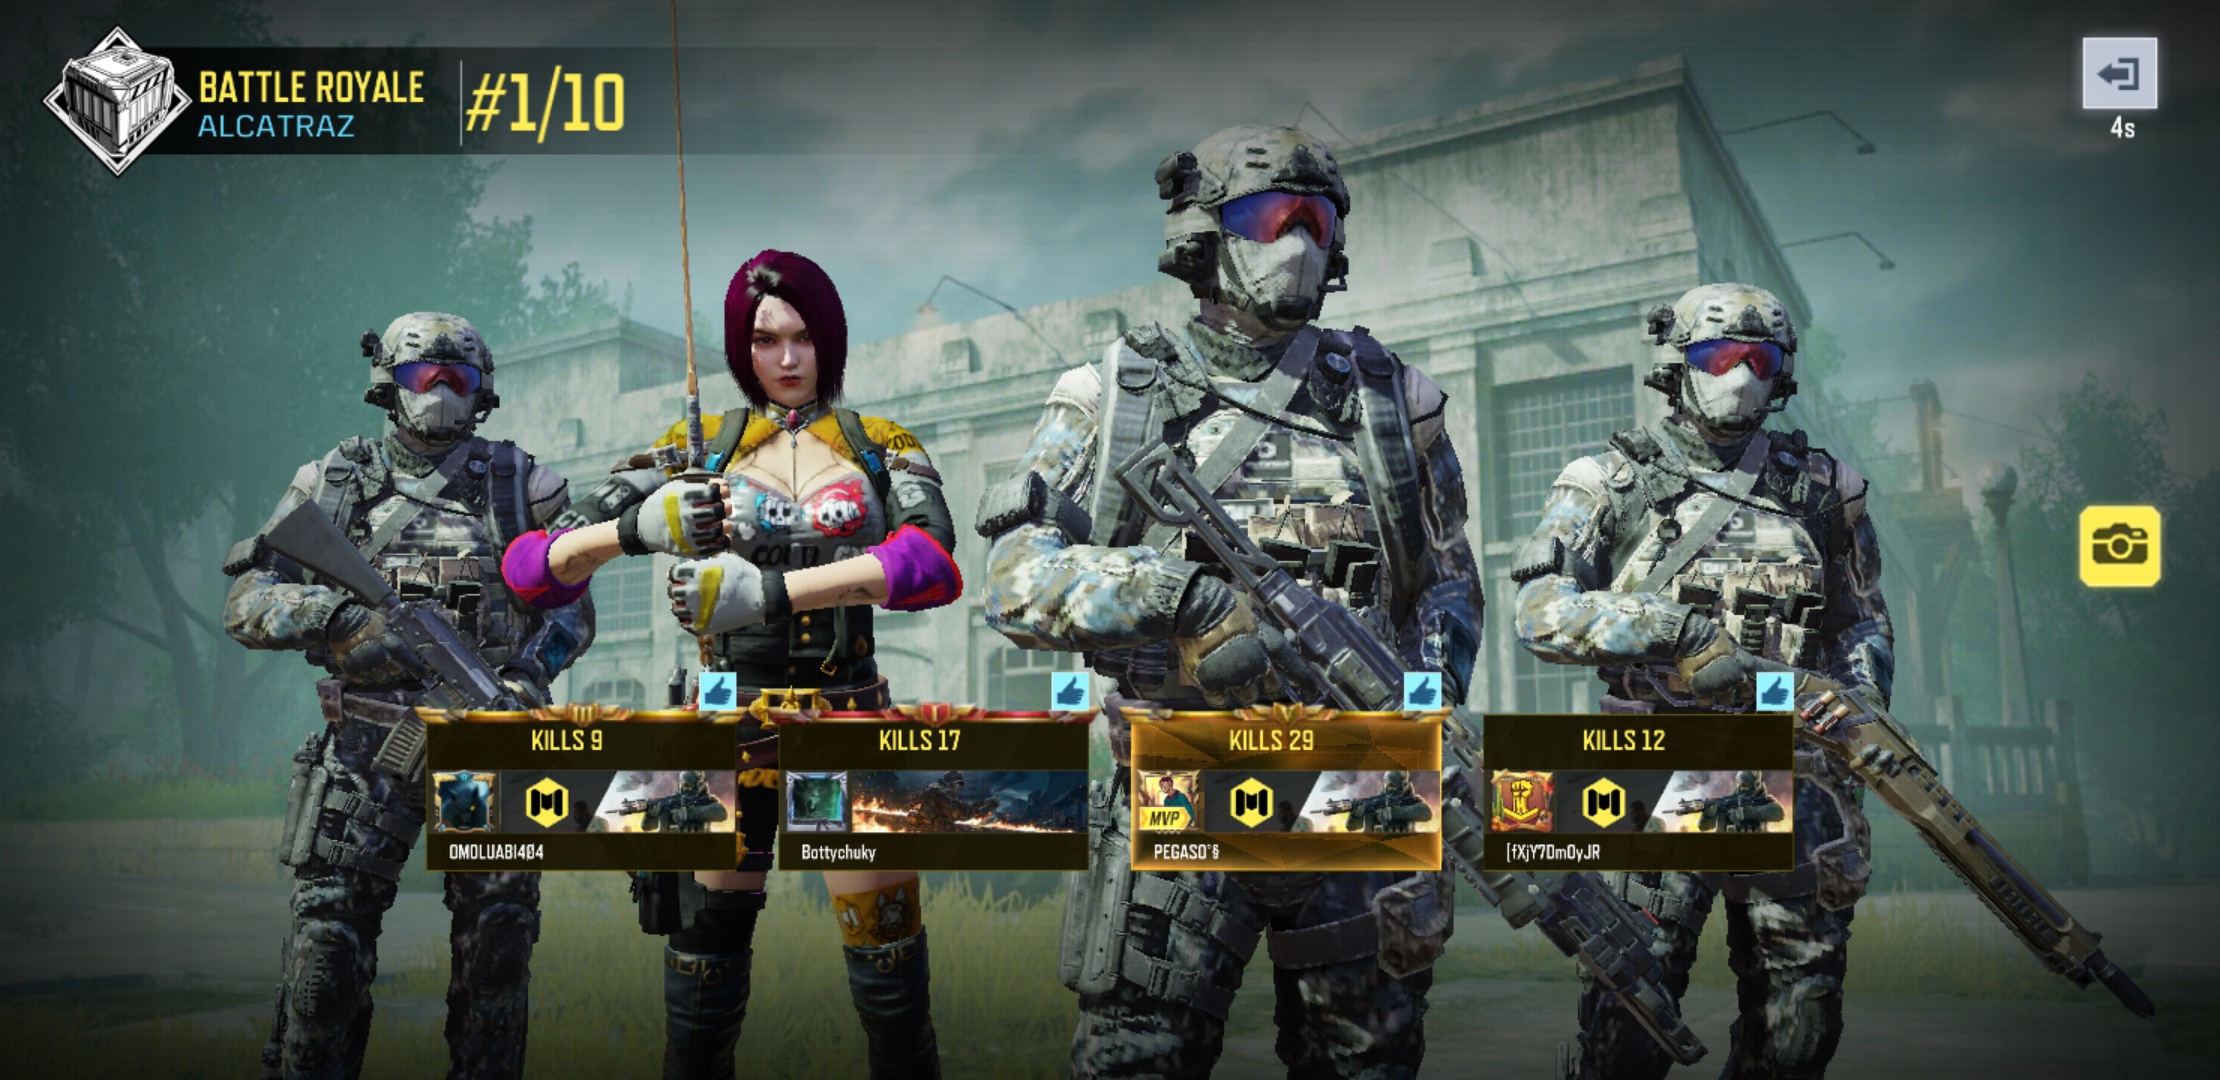 BATTLE ROYALE
ALCATRAZ
#1/10
4s
KILLS 9
KILLS 17
KILLS 29
KILLS 12
MVP
OMOLUABI404
Bottychuky
PEGASO°§
[fXjY7DmOyJR